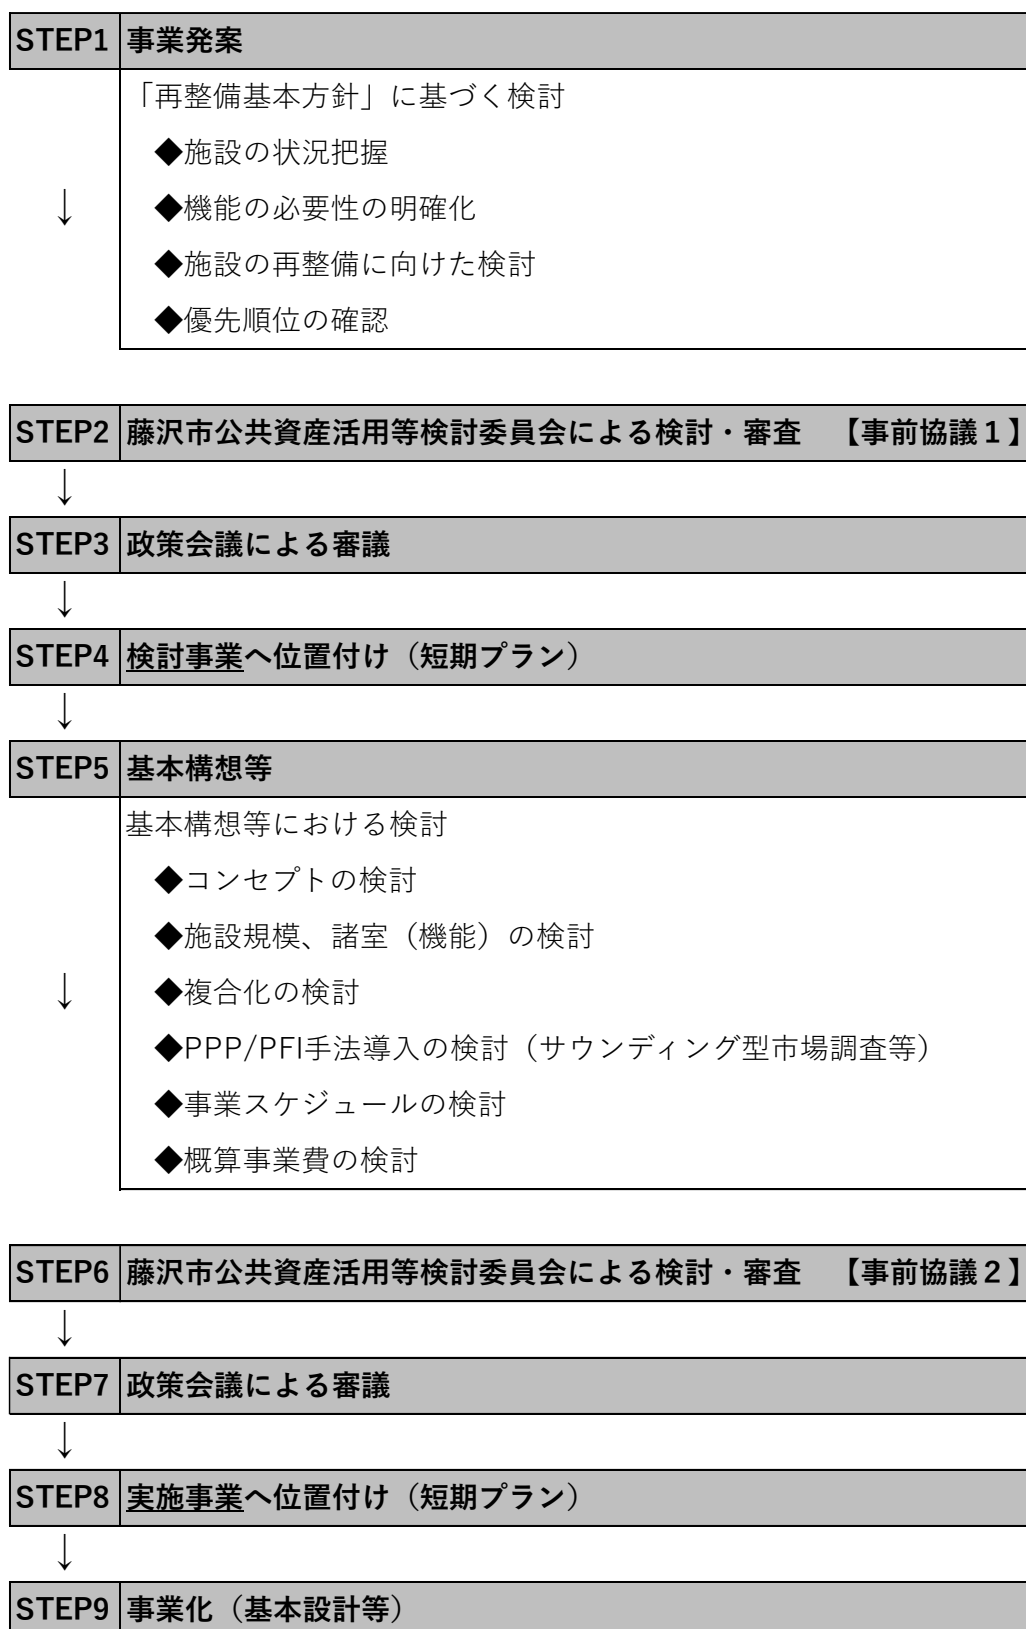 STEP1 事業発案
「再整備基本方針」に基づく検討
◆施設の状況把握
↓ ◆機能の必要性の明確化
◆施設の再整備に向けた検討
◆優先順位の確認
STEP2 藤沢市公共資産活用等検討委員会による検討・審査　【事前協議１】
↓
STEP3 政策会議による審議
↓
STEP4 検討事業へ位置付け（短期プラン）
↓
STEP5 基本構想等
基本構想等における検討
◆コンセプトの検討
◆施設規模、諸室（機能）の検討
↓ ◆複合化の検討
◆PPP/PFI手法導入の検討（サウンディング型市場調査等）
◆事業スケジュールの検討
◆概算事業費の検討
STEP6 藤沢市公共資産活用等検討委員会による検討・審査　【事前協議２】
↓
STEP7 政策会議による審議
↓
STEP8 実施事業へ位置付け（短期プラン）
↓
STEP9 事業化（基本設計等）